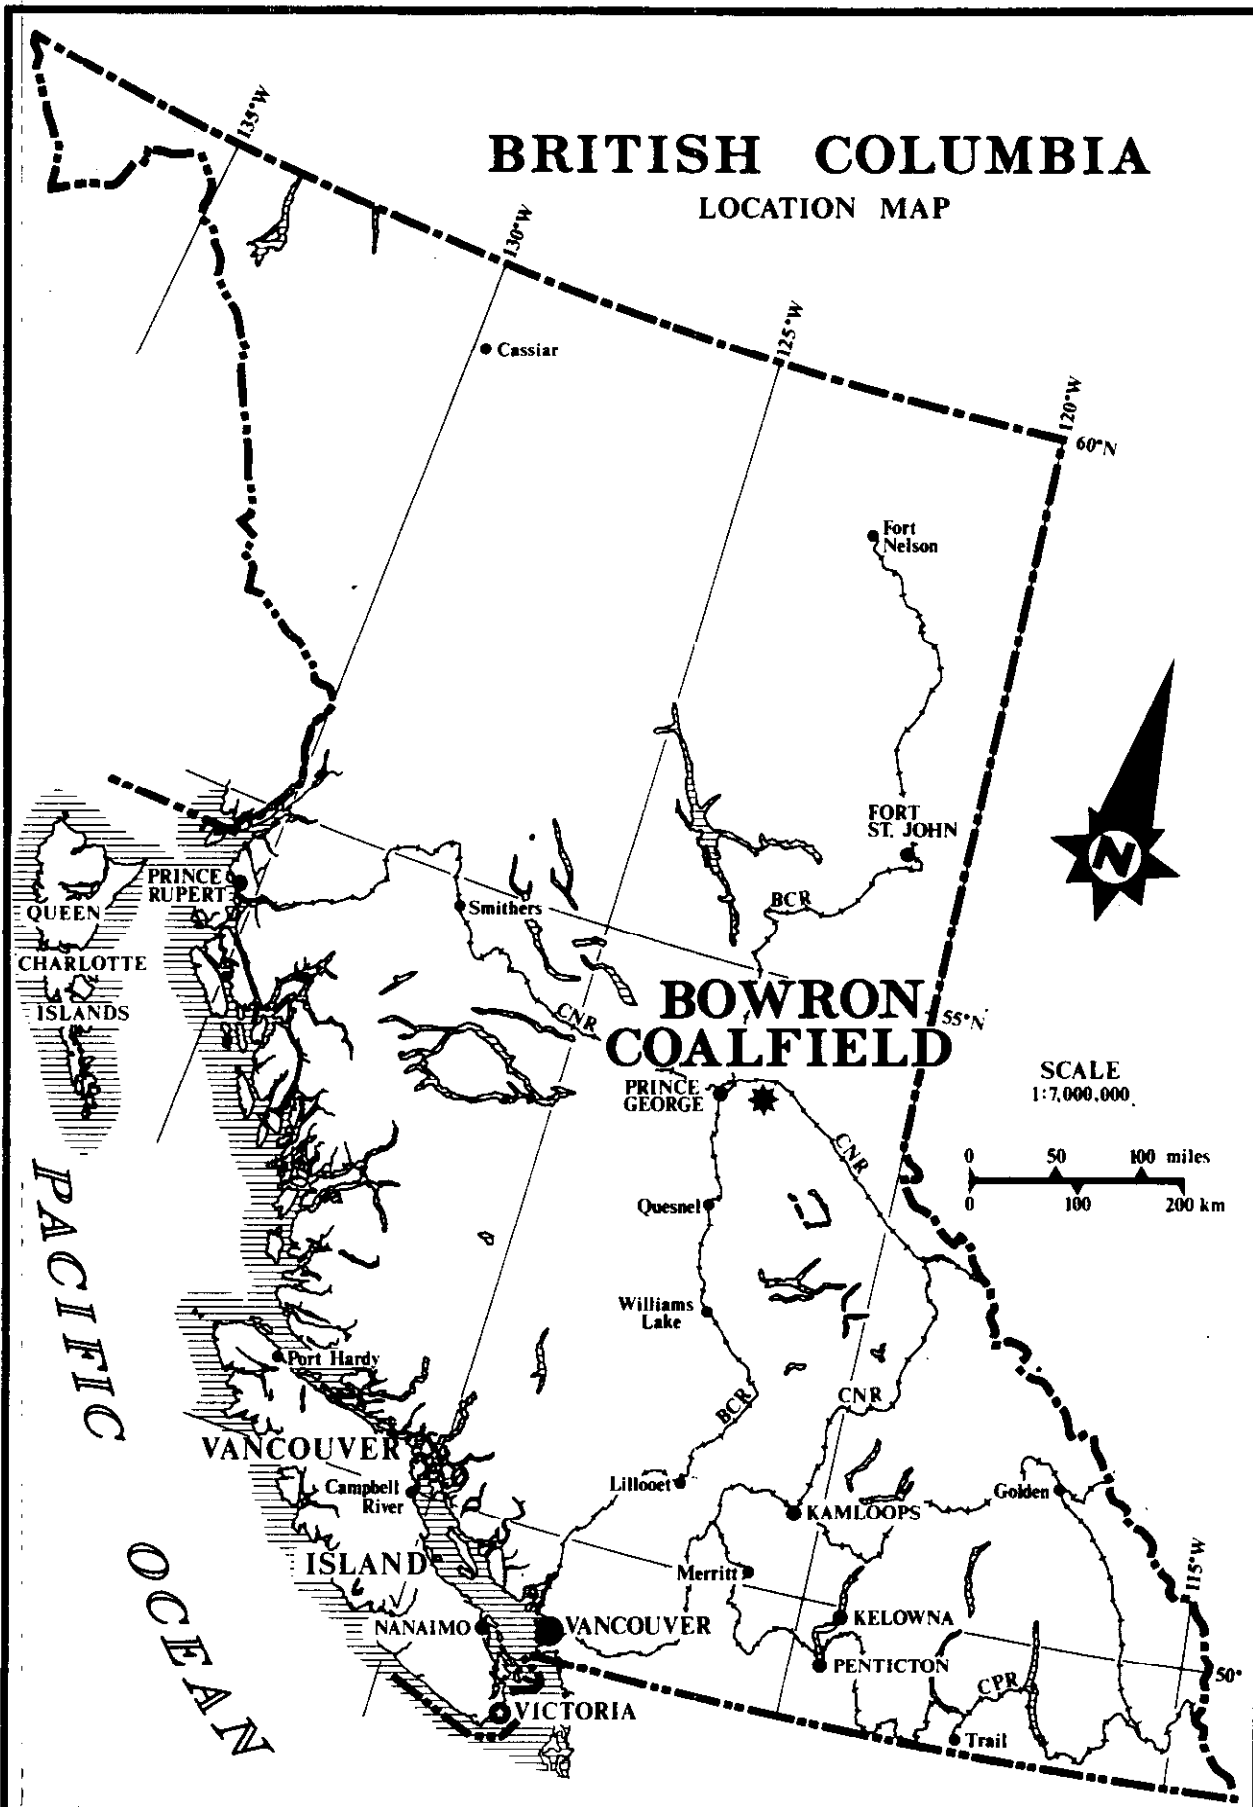 BRITISH COLUMBIA
LOCATION MAP
135°W
130°W
125°W
120°W
60°N
Cassiar
Fort
Nelson
FORT
ST. JOHN
N
PRINCE
RUPERT
QUEEN
CHARLOTTE
ISLANDS
Smithers
BCR
CNR
BOWRON
COALFIELD
55°N
PRINCE
GEORGE
SCALE
1:7,000,000
0 50 100 miles
0 100 200 km
CNR
Quesnel
Williams
Lake
PACIFIC
OCEAN
Port Hardy
BCR
CNR
VANCOUVER
ISLAND
Campbell
River
Lillooet
KAMLOOPS
Golden
Merritt
115°W
KELOWNA
NANAIMO
VANCOUVER
PENTICTON
50°
CPR
VICTORIA
Trail